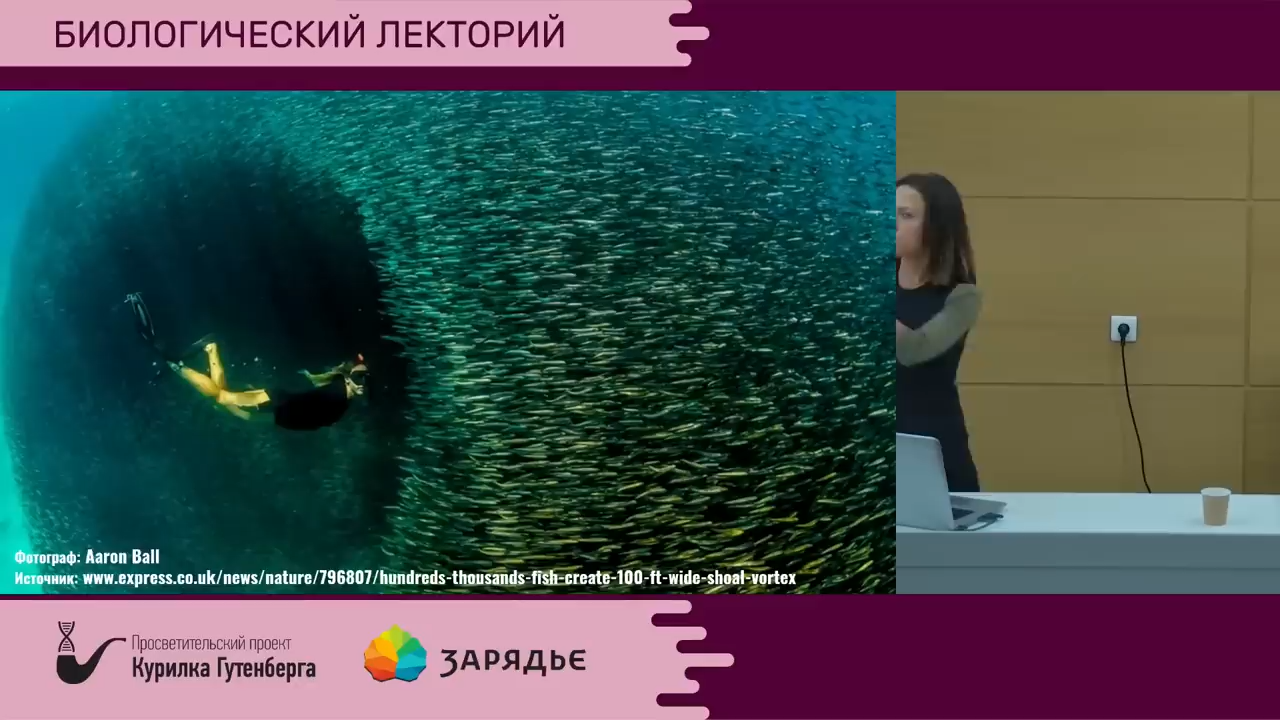 БИОЛОГИЧЕСКИЙ ЛЕКТОРИЙ
Фотограф: Aaron Ball
Источник: www.express.co.uk/news/nature/796807/hundreds-thousands-fish-create-100-ft-wide-shoal-vortex
Просветительский проект
Курилка Гутенберга
ЗАРЯДЬЕ